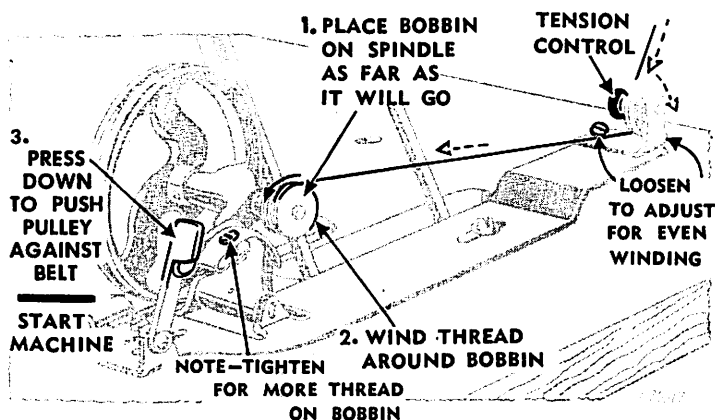 1. PLACE BOBBIN
ON SPINDLE
AS FAR AS
IT WILL GO
TENSION
CONTROL
3.
PRESS
DOWN
TO PUSH
PULLEY
AGAINST
BELT
START
MACHINE
LOOSEN
TO ADJUST
FOR EVEN
WINDING
2. WIND THREAD
AROUND BOBBIN
NOTE-TIGHTEN
FOR MORE THREAD
ON BOBBIN